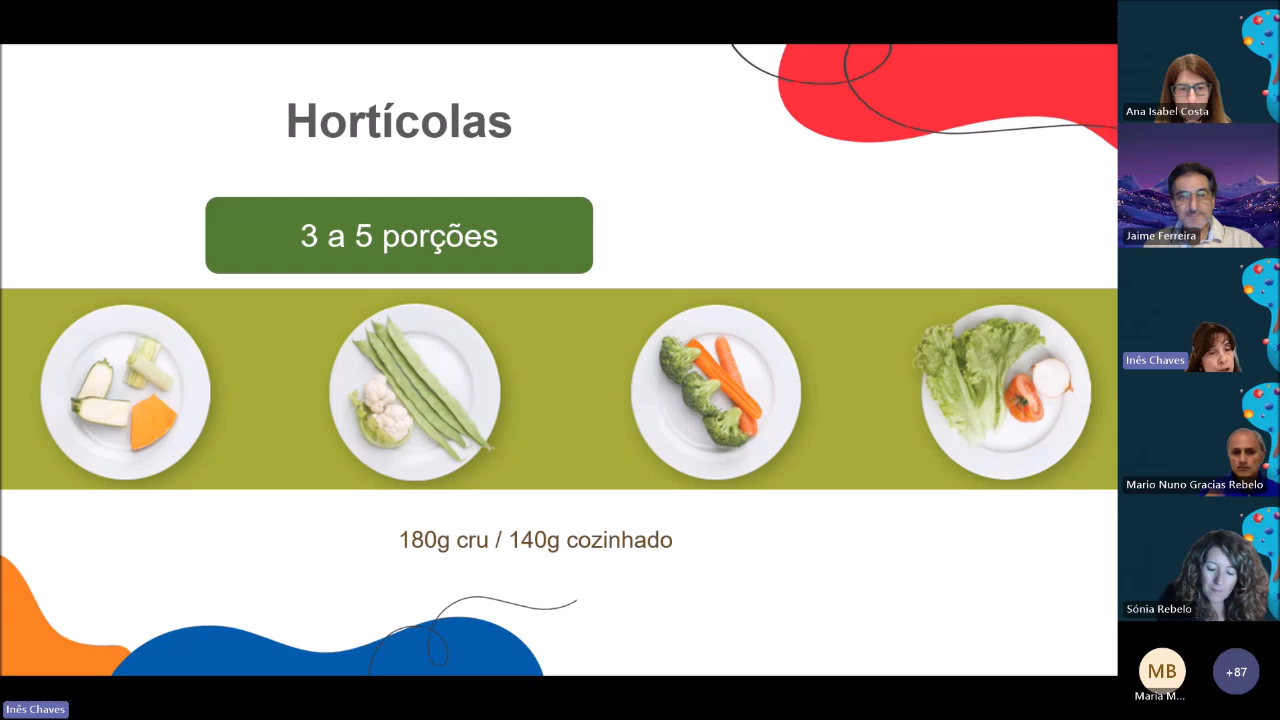 Hortícolas
3 a 5 porções
180g cru / 140g cozinhado
Inês Chaves
Ana Isabel Costa
Jaime Ferreira
Inês Chaves
Mario Nuno Gracias Rebelo
Sónia Rebelo
MB
Maria M...
+87